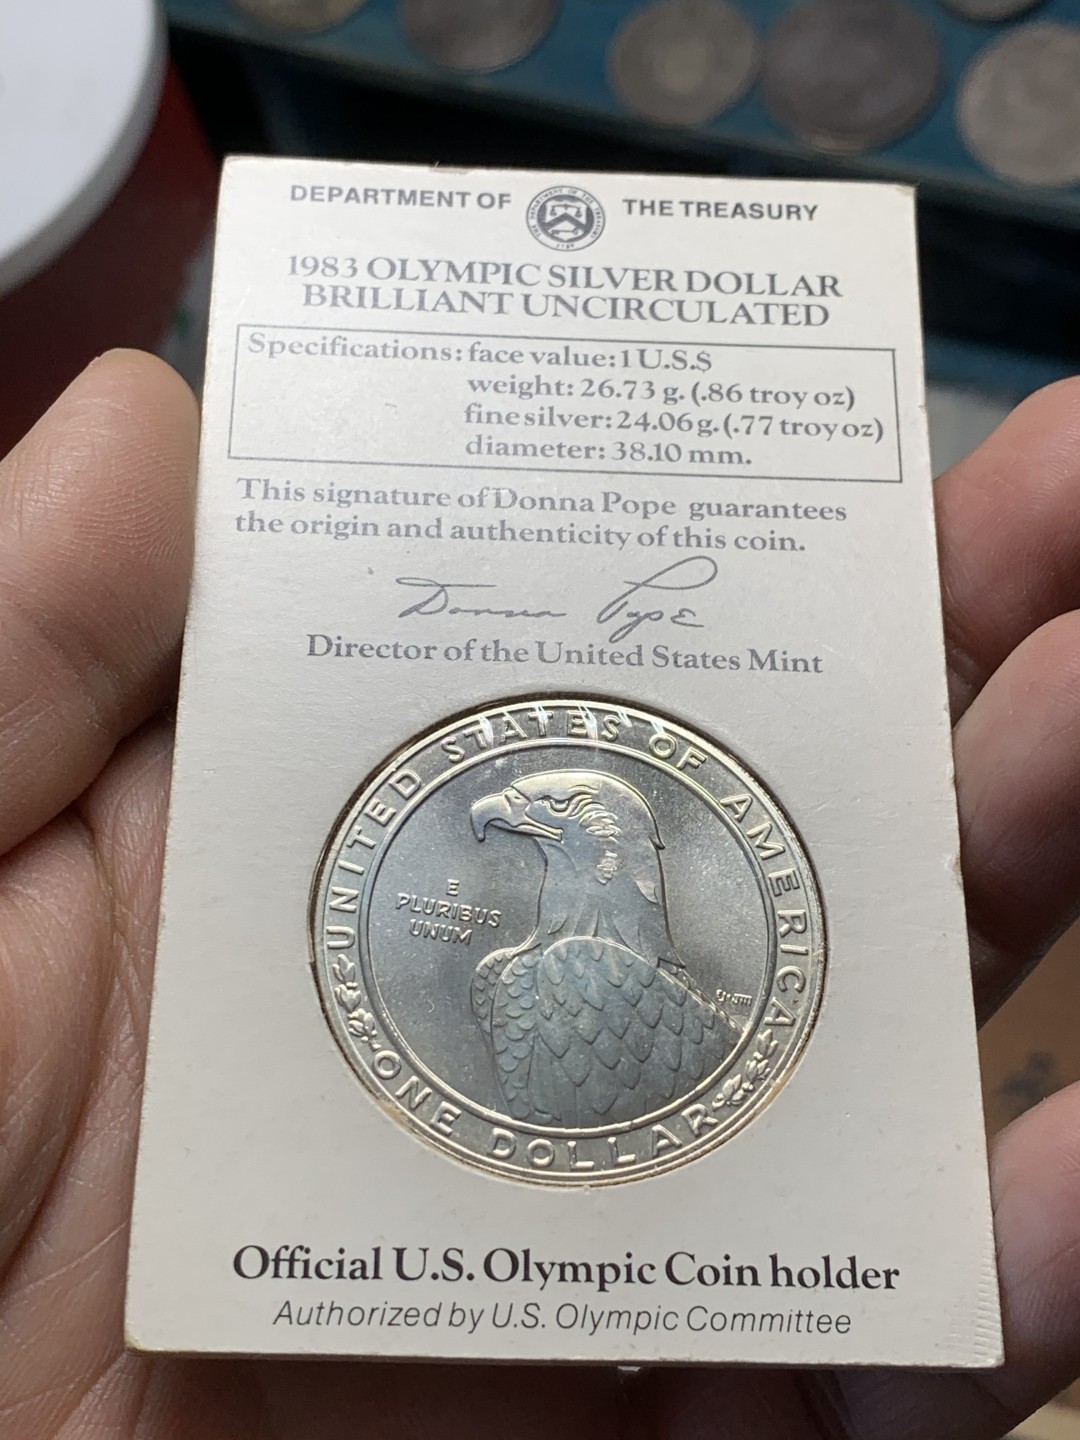 DEPARTMENT OF THE TREASURY
1983 OLYMPIC SILVER DOLLAR
BRILLIANT UNCIRCULATED
Specifications: face value: 1 U.S.$
weight: 26.73 g. (.86 troy oz)
fine silver: 24.06 g. (.77 troy oz)
diameter: 38.10 mm.
This signature of Donna Pope guarantees
the origin and authenticity of this coin.
Donna Pope
Director of the United States Mint
UNITED STATES OF AMERICA
E
PLURIBUS
UNUM
ONE DOLLAR
Official U.S. Olympic Coin holder
Authorized by U.S. Olympic Committee